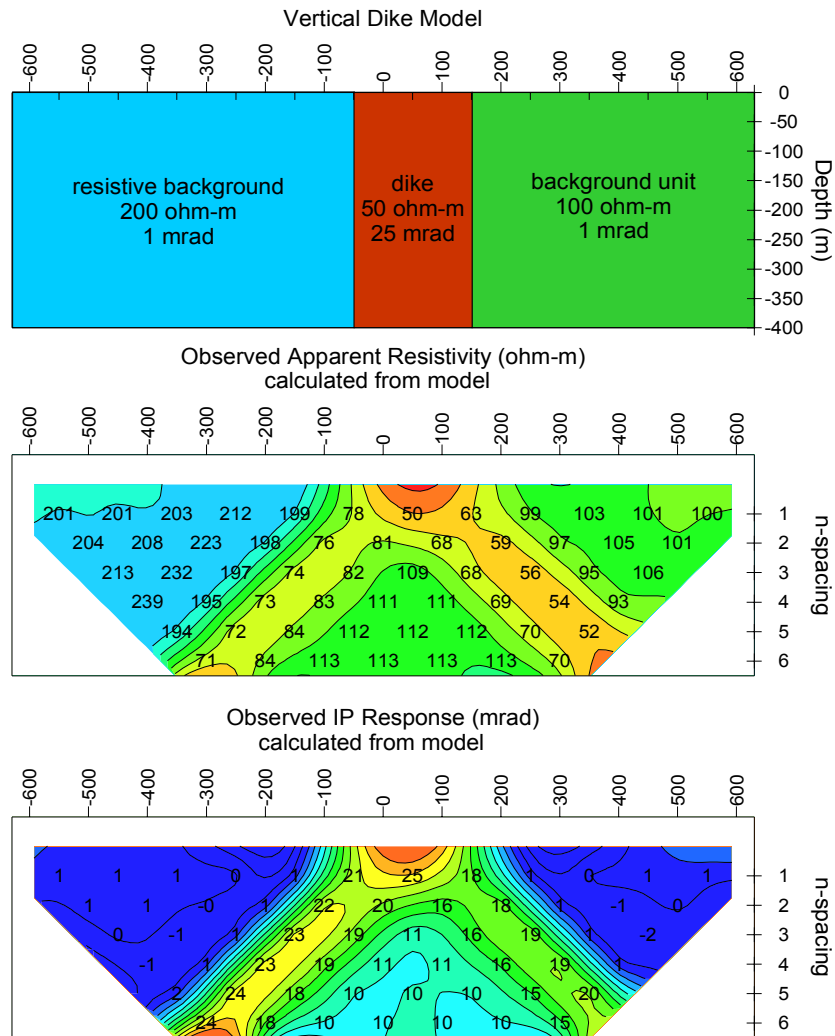 Vertical Dike Model
-600 -500 -400 -300 -200 -100 0 100 200 300 400 500 600
0
-50
-100
-150
-200
-250
-300
-350
-400
Depth (m)
resistive background
200 ohm-m
1 mrad
dike
50 ohm-m
25 mrad
background unit
100 ohm-m
1 mrad
Observed Apparent Resistivity (ohm-m)
calculated from model
-600 -500 -400 -300 -200 -100 0 100 200 300 400 500 600
201 201 203 212 199 78 50 63 99 103 101 100 1
204 208 223 198 76 81 68 59 97 105 101 2
213 232 197 74 82 109 68 56 95 106 3
239 195 73 83 111 111 69 54 93 4
194 72 84 112 112 112 70 52 5
71 84 113 113 113 113 70 6
n-spacing
Observed IP Response (mrad)
calculated from model
-600 -500 -400 -300 -200 -100 0 100 200 300 400 500 600
1 1 1 0 1 21 25 18 1 0 1 1 1
1 1 -0 1 22 20 16 18 1 -1 0 2
0 -1 1 23 19 11 16 19 1 -2 3
-1 1 23 19 11 11 16 19 1 4
2 24 18 10 10 10 15 20 5
24 18 10 10 10 10 15 6
n-spacing